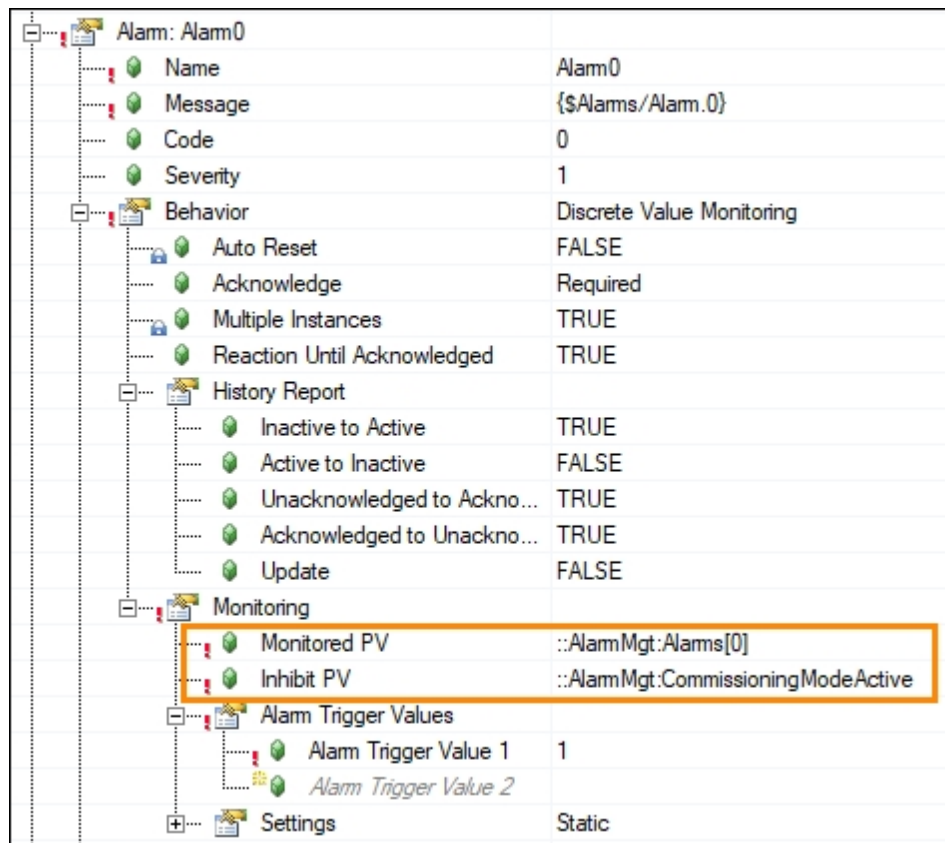 Alarm: Alarm0
Name Alarm0
Message {$Alarms/Alarm.0}
Code 0
Severity 1
Behavior Discrete Value Monitoring
Auto Reset FALSE
Acknowledge Required
Multiple Instances TRUE
Reaction Until Acknowledged TRUE
History Report
Inactive to Active TRUE
Active to Inactive FALSE
Unacknowledged to Ackno... TRUE
Acknowledged to Unackno... TRUE
Update FALSE
Monitoring
Monitored PV ::AlarmMgt:Alarms[0]
Inhibit PV ::AlarmMgt:CommissioningModeActive
Alarm Trigger Values
Alarm Trigger Value 1 1
Alarm Trigger Value 2
Settings Static